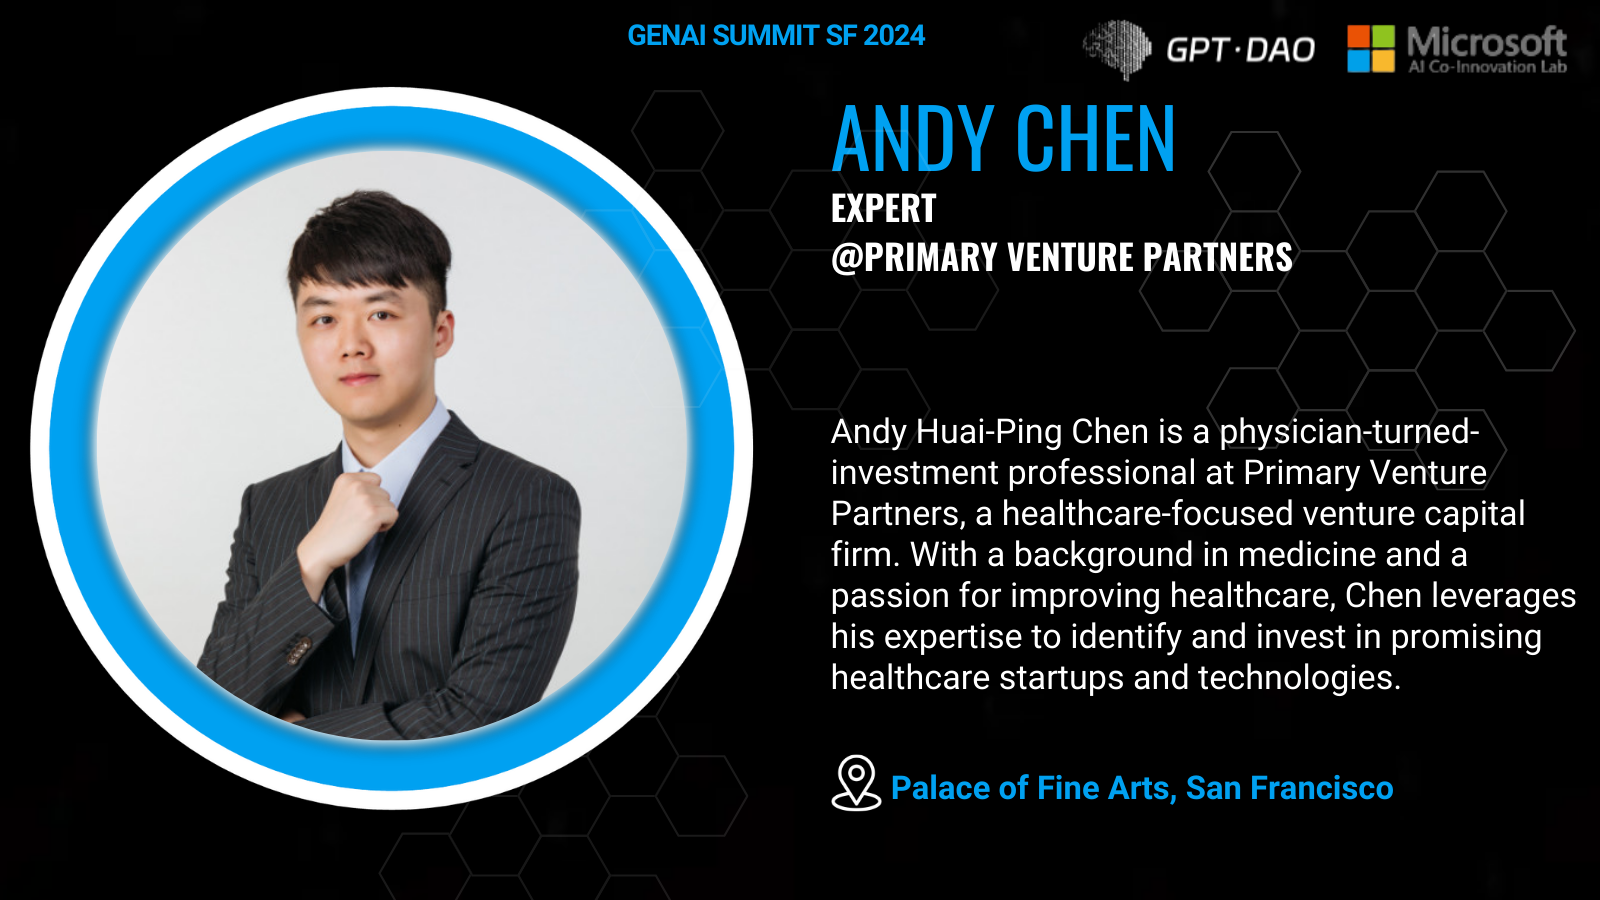 GENAI SUMMIT SF 2024
GPT·DAO
Microsoft
AI Co-Innovation Lab
ANDY CHEN
EXPERT
@PRIMARY VENTURE PARTNERS
Andy Huai-Ping Chen is a physician-turned-
investment professional at Primary Venture
Partners, a healthcare-focused venture capital
firm. With a background in medicine and a
passion for improving healthcare, Chen leverages
his expertise to identify and invest in promising
healthcare startups and technologies.
Palace of Fine Arts, San Francisco